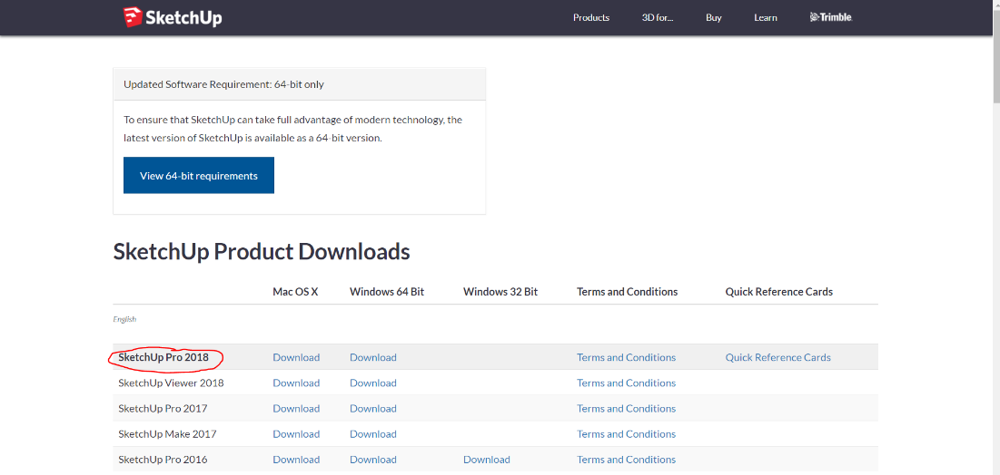 SketchUp Products 3D for... Buy Learn Trimble
Updated Software Requirement: 64-bit only
To ensure that SketchUp can take full advantage of modern technology, the
latest version of SketchUp is available as a 64-bit version.
View 64-bit requirements
SketchUp Product Downloads
Mac OS X Windows 64 Bit Windows 32 Bit Terms and Conditions Quick Reference Cards
English
SketchUp Pro 2018 Download Download Terms and Conditions Quick Reference Cards
SketchUp Viewer 2018 Download Download Terms and Conditions
SketchUp Pro 2017 Download Download Terms and Conditions
SketchUp Make 2017 Download Download Terms and Conditions
SketchUp Pro 2016 Download Download Download Terms and Conditions